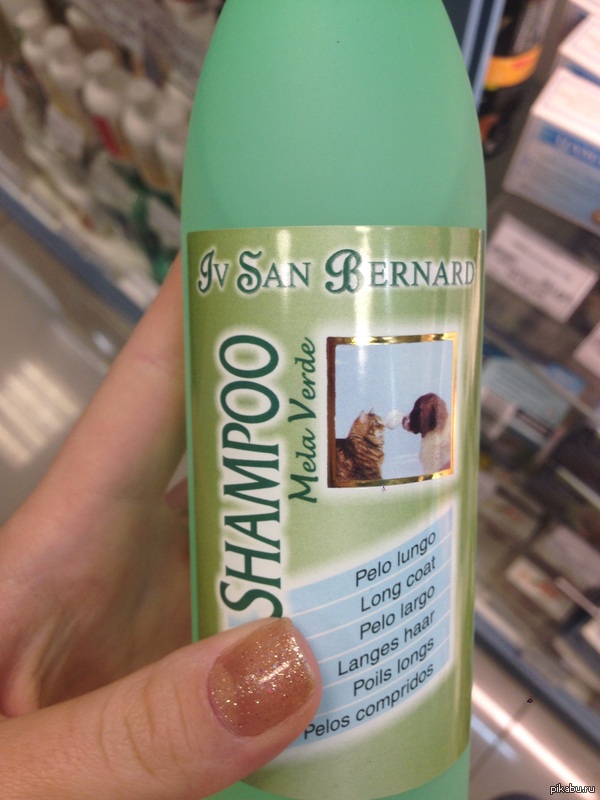 Iv San Bernard
SHAMPOO
Mela Verde
Pelo lungo
Long coat
Pelo largo
Langes haar
Poils longs
Pelos compridos
pikabu.ru